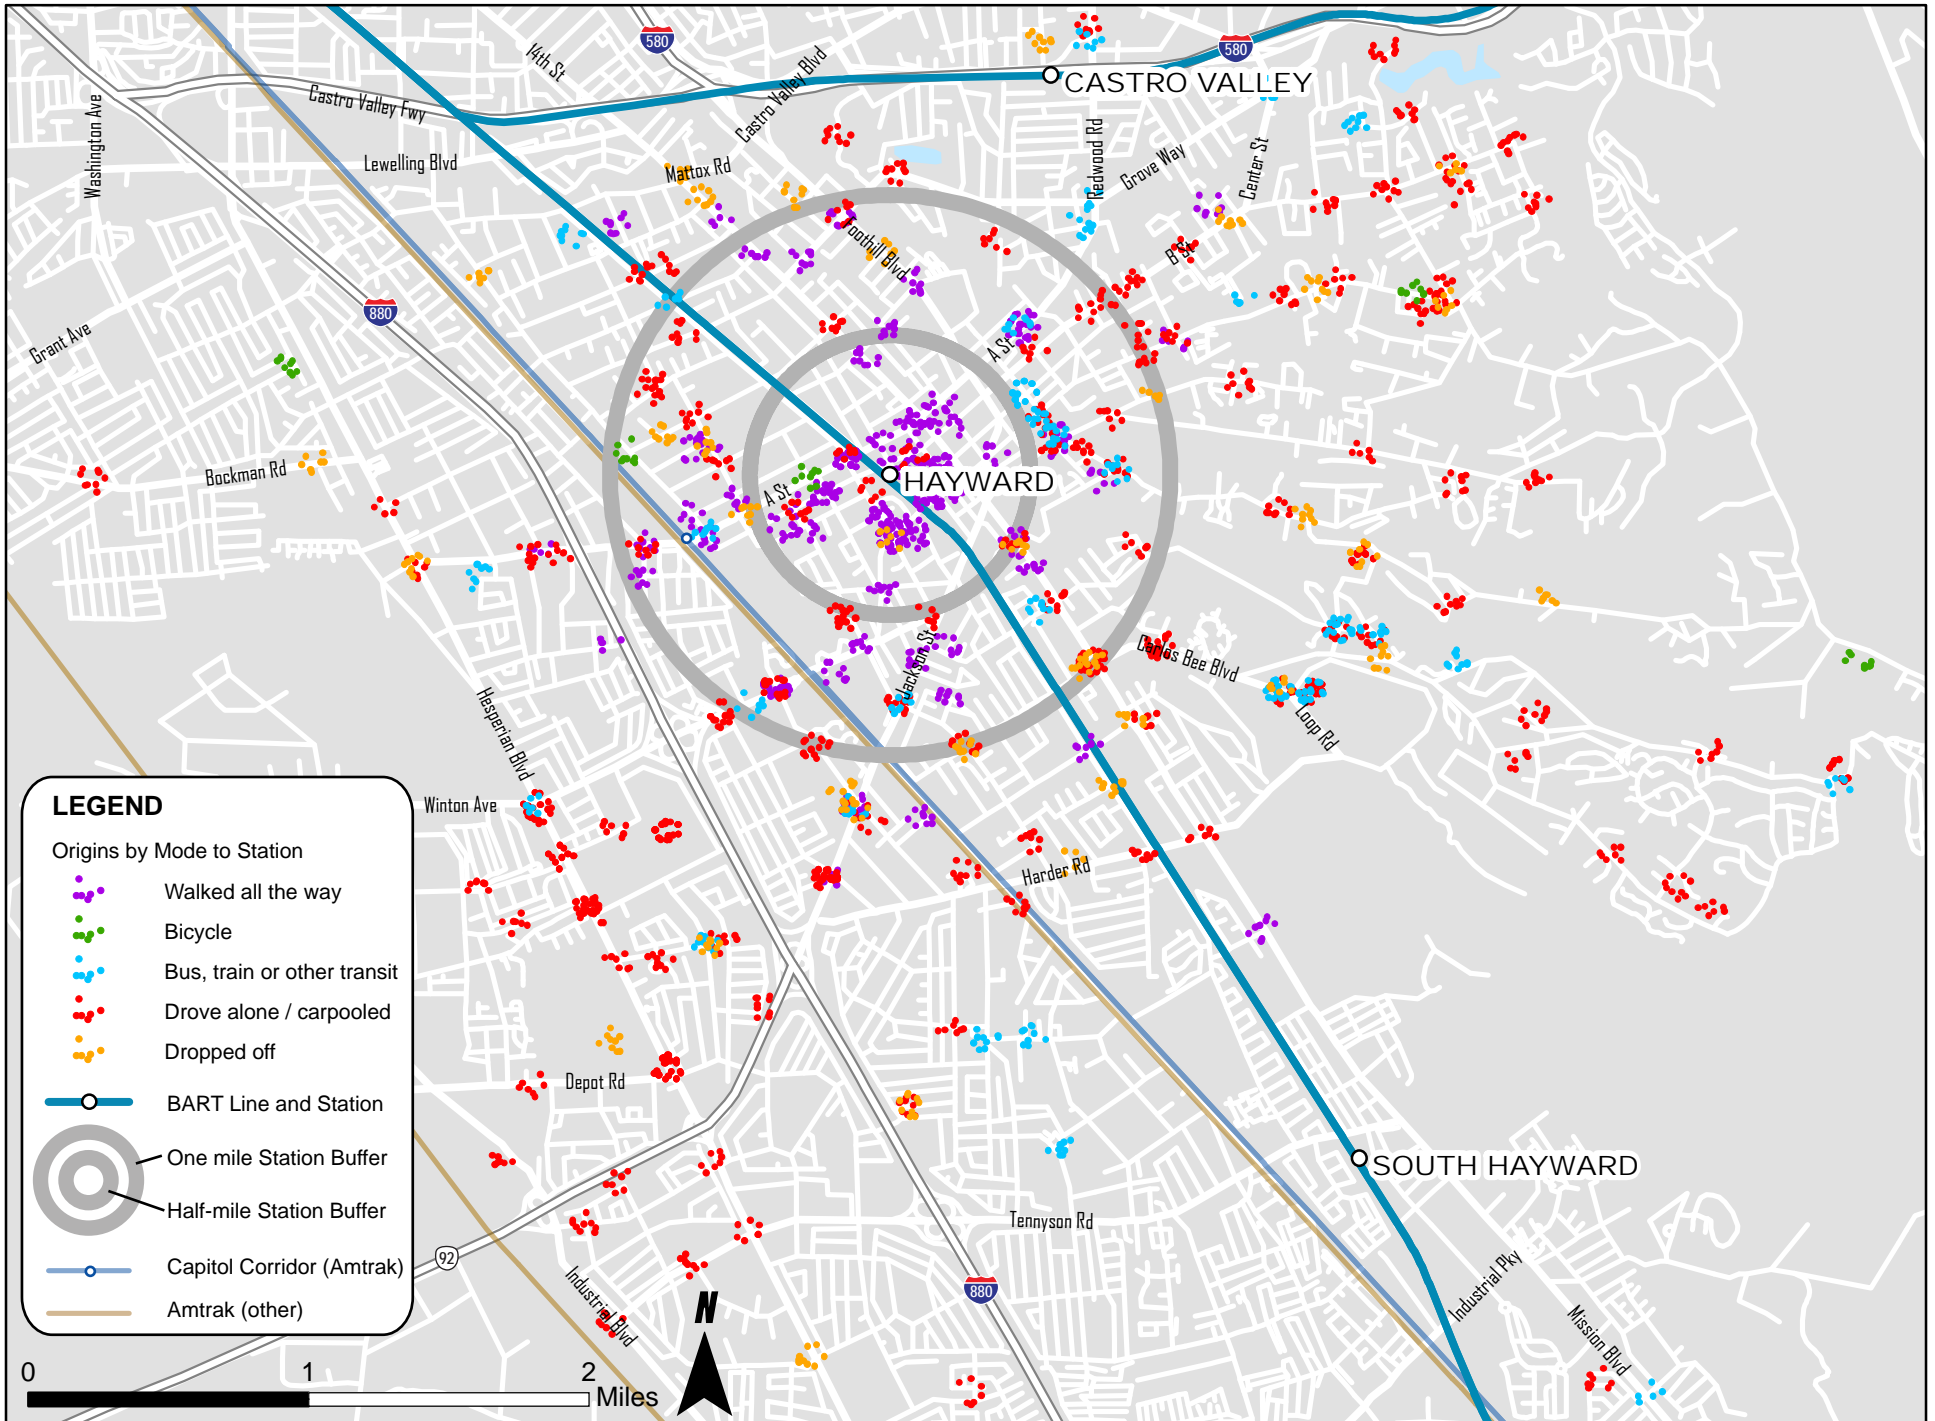 580
14th St
Castro Valley Blvd
580
CASTRO VALLEY
Castro Valley Fwy
Washington Ave
Lewelling Blvd
Mattox Rd
Redwood Rd
Grove Way
Center St
Foothill Blvd
B St
880
Grant Ave
A St
Bockman Rd
A St
HAYWARD
Jackson St
Carlos Bee Blvd
Hesperian Blvd
Loop Rd
Winton Ave
Harder Rd
LEGEND
Origins by Mode to Station
Walked all the way
Bicycle
Bus, train or other transit
Drove alone / carpooled
Dropped off
BART Line and Station
One mile Station Buffer
Half-mile Station Buffer
Capitol Corridor (Amtrak)
Amtrak (other)
Depot Rd
SOUTH HAYWARD
Tennyson Rd
92
880
Industrial Blvd
Industrial Pky
Mission Blvd
N
0 1 2
Miles